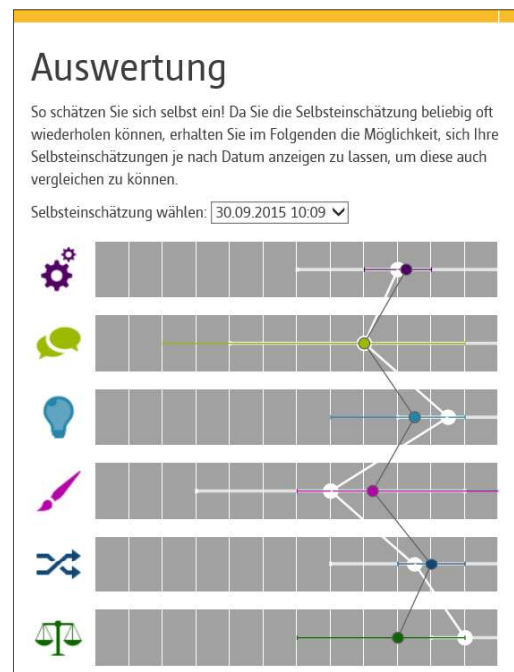 Auswertung
So schätzen Sie sich selbst ein! Da Sie die Selbsteinschätzung beliebig oft
wiederholen können, erhalten Sie im Folgenden die Möglichkeit, sich Ihre
Selbsteinschätzungen je nach Datum anzeigen zu lassen, um diese auch
vergleichen zu können.
Selbsteinschätzung wählen: 30.09.2015 10:09